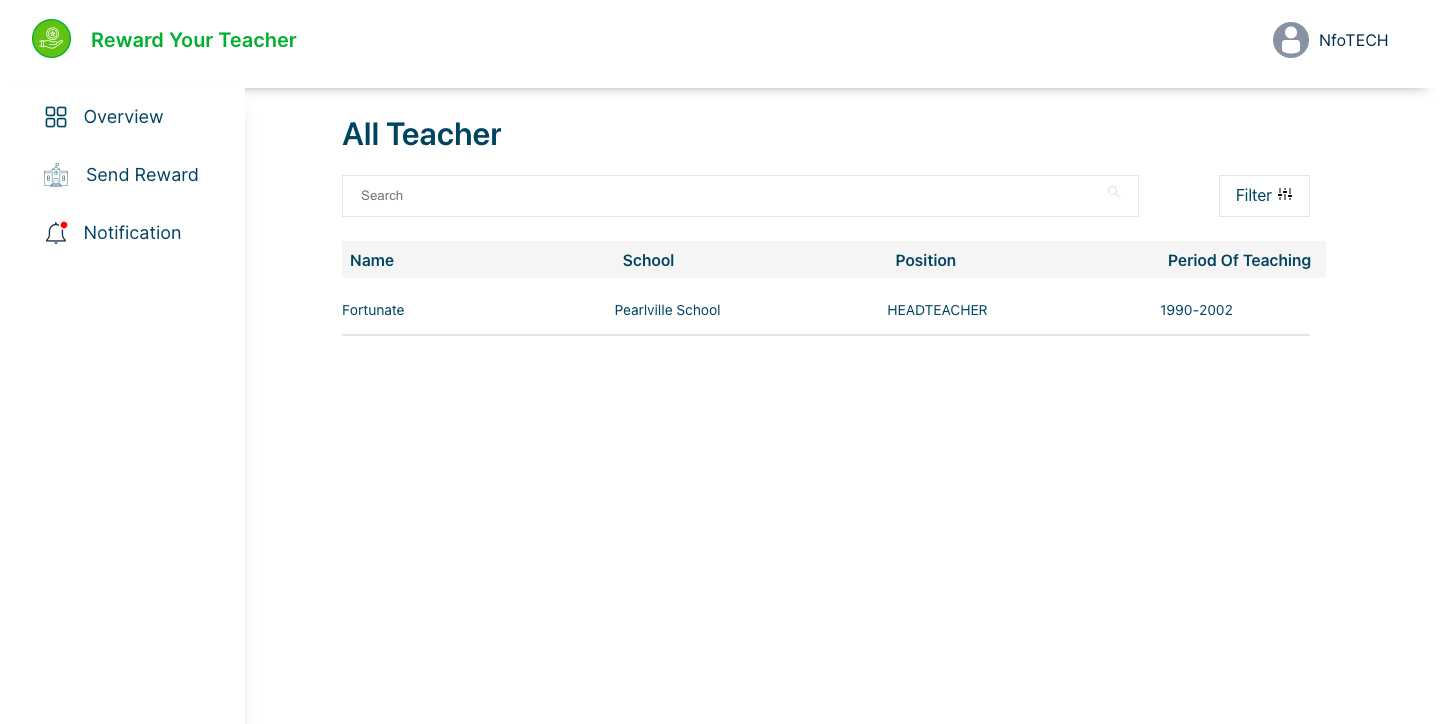 Reward Your Teacher
NfoTECH
Overview
Send Reward
Notification
All Teacher
Search
Filter
Name School Position Period Of Teaching
Fortunate Pearlville School HEADTEACHER 1990-2002